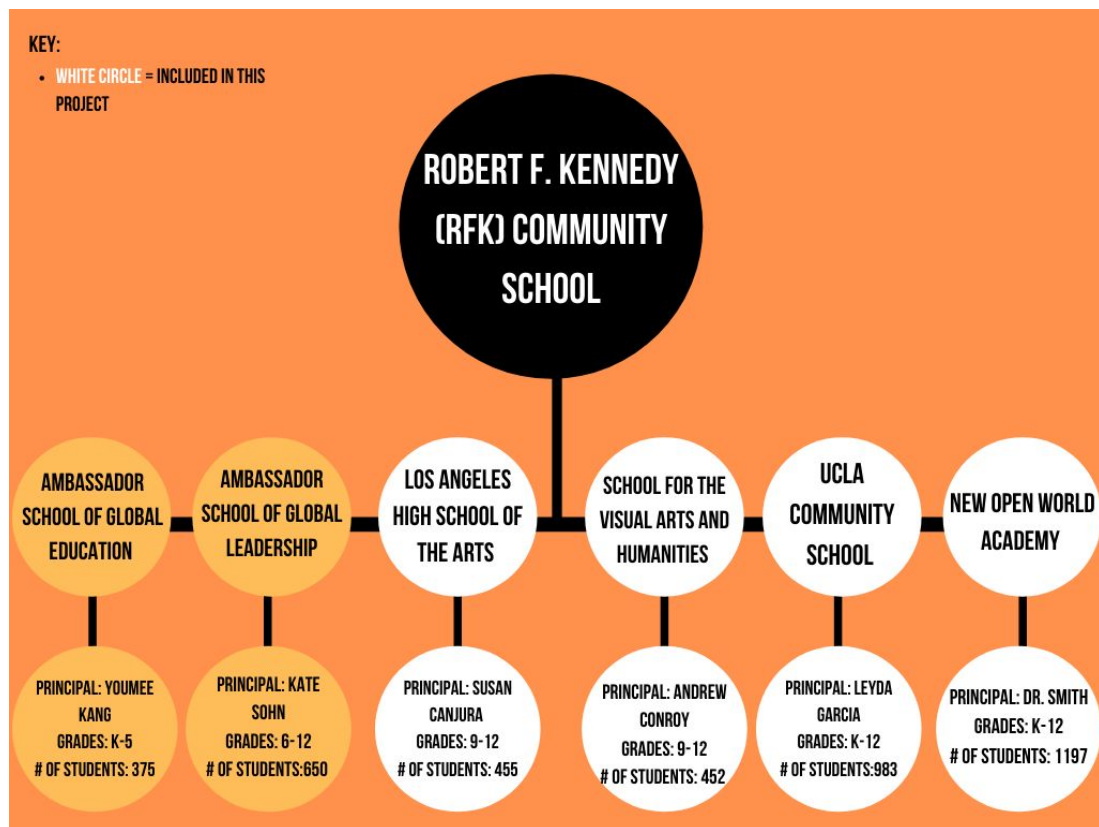 KEY:
• WHITE CIRCLE = INCLUDED IN THIS
PROJECT
ROBERT F. KENNEDY
(RFK) COMMUNITY
SCHOOL
AMBASSADOR
SCHOOL OF GLOBAL
EDUCATION
AMBASSADOR
SCHOOL OF GLOBAL
LEADERSHIP
LOS ANGELES
HIGH SCHOOL OF
THE ARTS
SCHOOL FOR THE
VISUAL ARTS AND
HUMANITIES
UCLA
COMMUNITY
SCHOOL
NEW OPEN WORLD
ACADEMY
PRINCIPAL: YOUMEE
KANG
GRADES: K-5
# OF STUDENTS: 375
PRINCIPAL: KATE
SOHN
GRADES: 6-12
# OF STUDENTS:650
PRINCIPAL: SUSAN
CANJURA
GRADES: 9-12
# OF STUDENTS: 455
PRINCIPAL: ANDREW
CONROY
GRADES: 9-12
# OF STUDENTS: 452
PRINCIPAL: LEYDA
GARCIA
GRADES: K-12
# OF STUDENTS:983
PRINCIPAL: DR. SMITH
GRADES: K-12
# OF STUDENTS: 1197